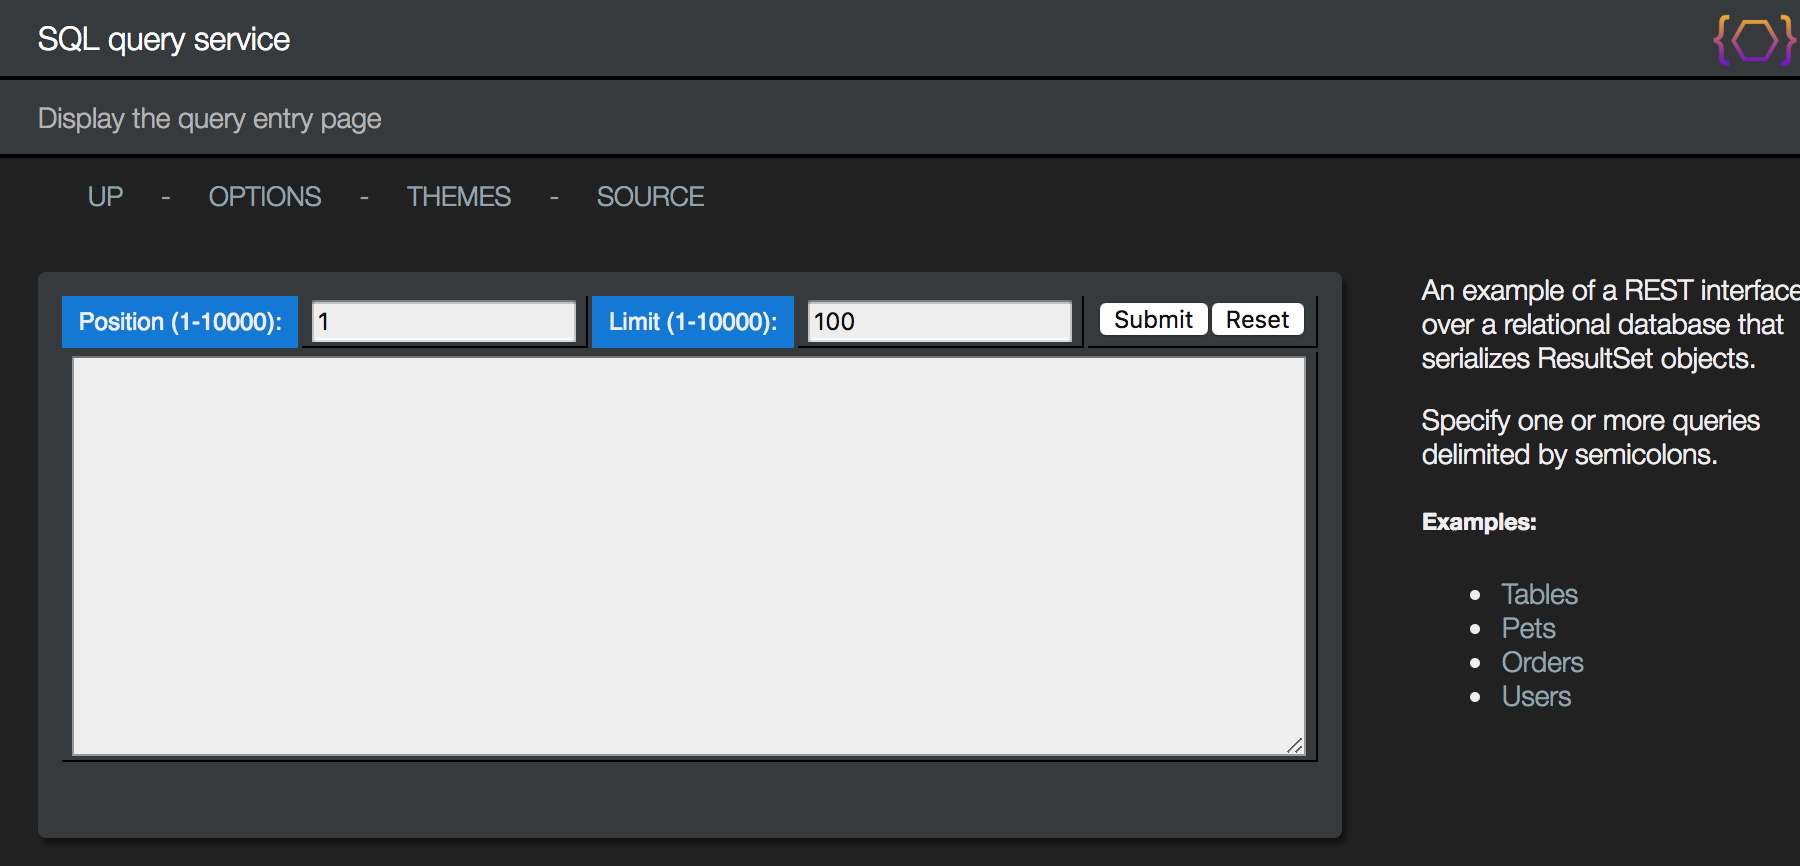 SQL query service
Display the query entry page
UP - OPTIONS - THEMES - SOURCE
Position (1-10000): 1 Limit (1-10000): 100 Submit Reset
An example of a REST interface
over a relational database that
serializes ResultSet objects.
Specify one or more queries
delimited by semicolons.
Examples:
• Tables
• Pets
• Orders
• Users